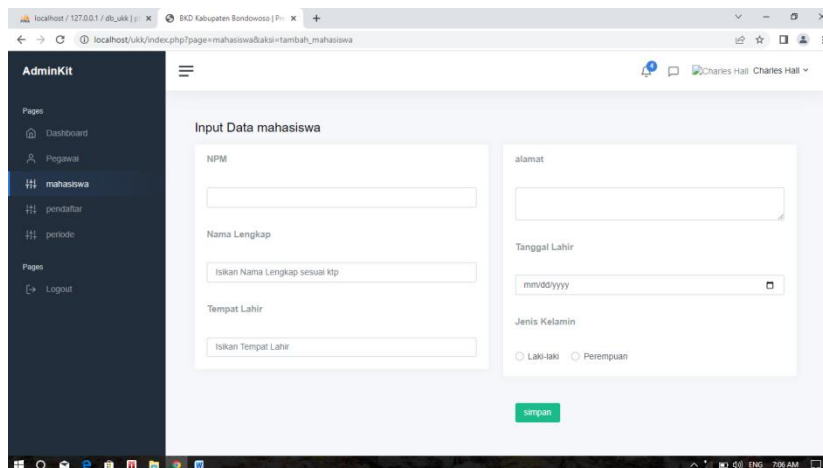 localhost / 127.0.0.1 / db_ukk | p
BKD Kabupaten Bondowoso | Pr
localhost/ukk/index.php?page=mahasiswa&aksi=tambah_mahasiswa
AdminKit
4
Charles Hall Charles Hall
Pages
Dashboard
Pegawai
mahasiswa
pendaftar
periode
Pages
Logout
Input Data mahasiswa
NPM
Nama Lengkap
Isikan Nama Lengkap sesuai ktp
Tempat Lahir
Isikan Tempat Lahir
alamat
Tanggal Lahir
mm/dd/yyyy
Jenis Kelamin
Laki-laki Perempuan
simpan
ENG 7:06 AM